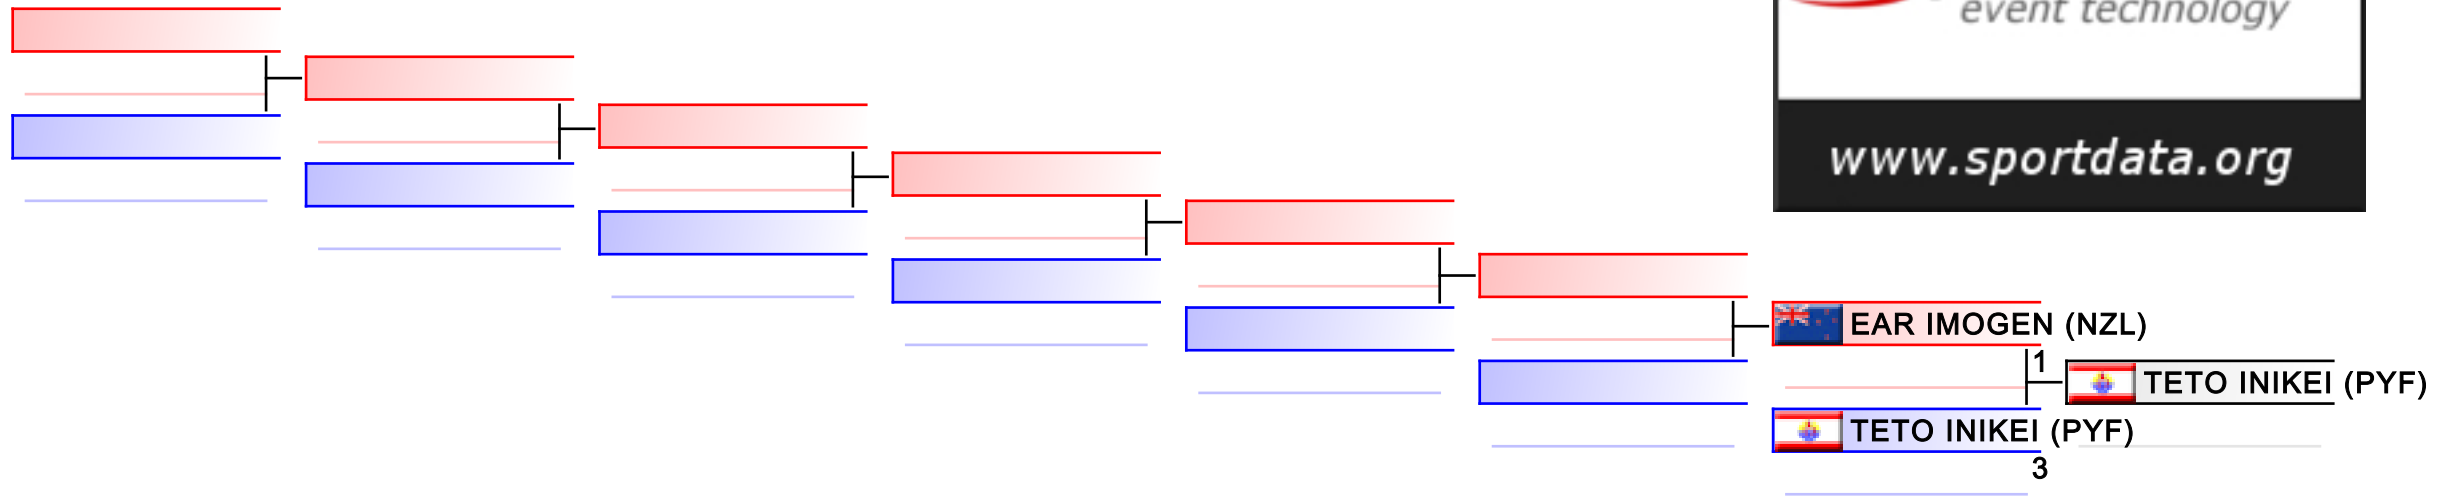 event technology
www.sportdata.org
EAR IMOGEN (NZL)
1
TETO INIKEI (PYF)
TETO INIKEI (PYF)
3